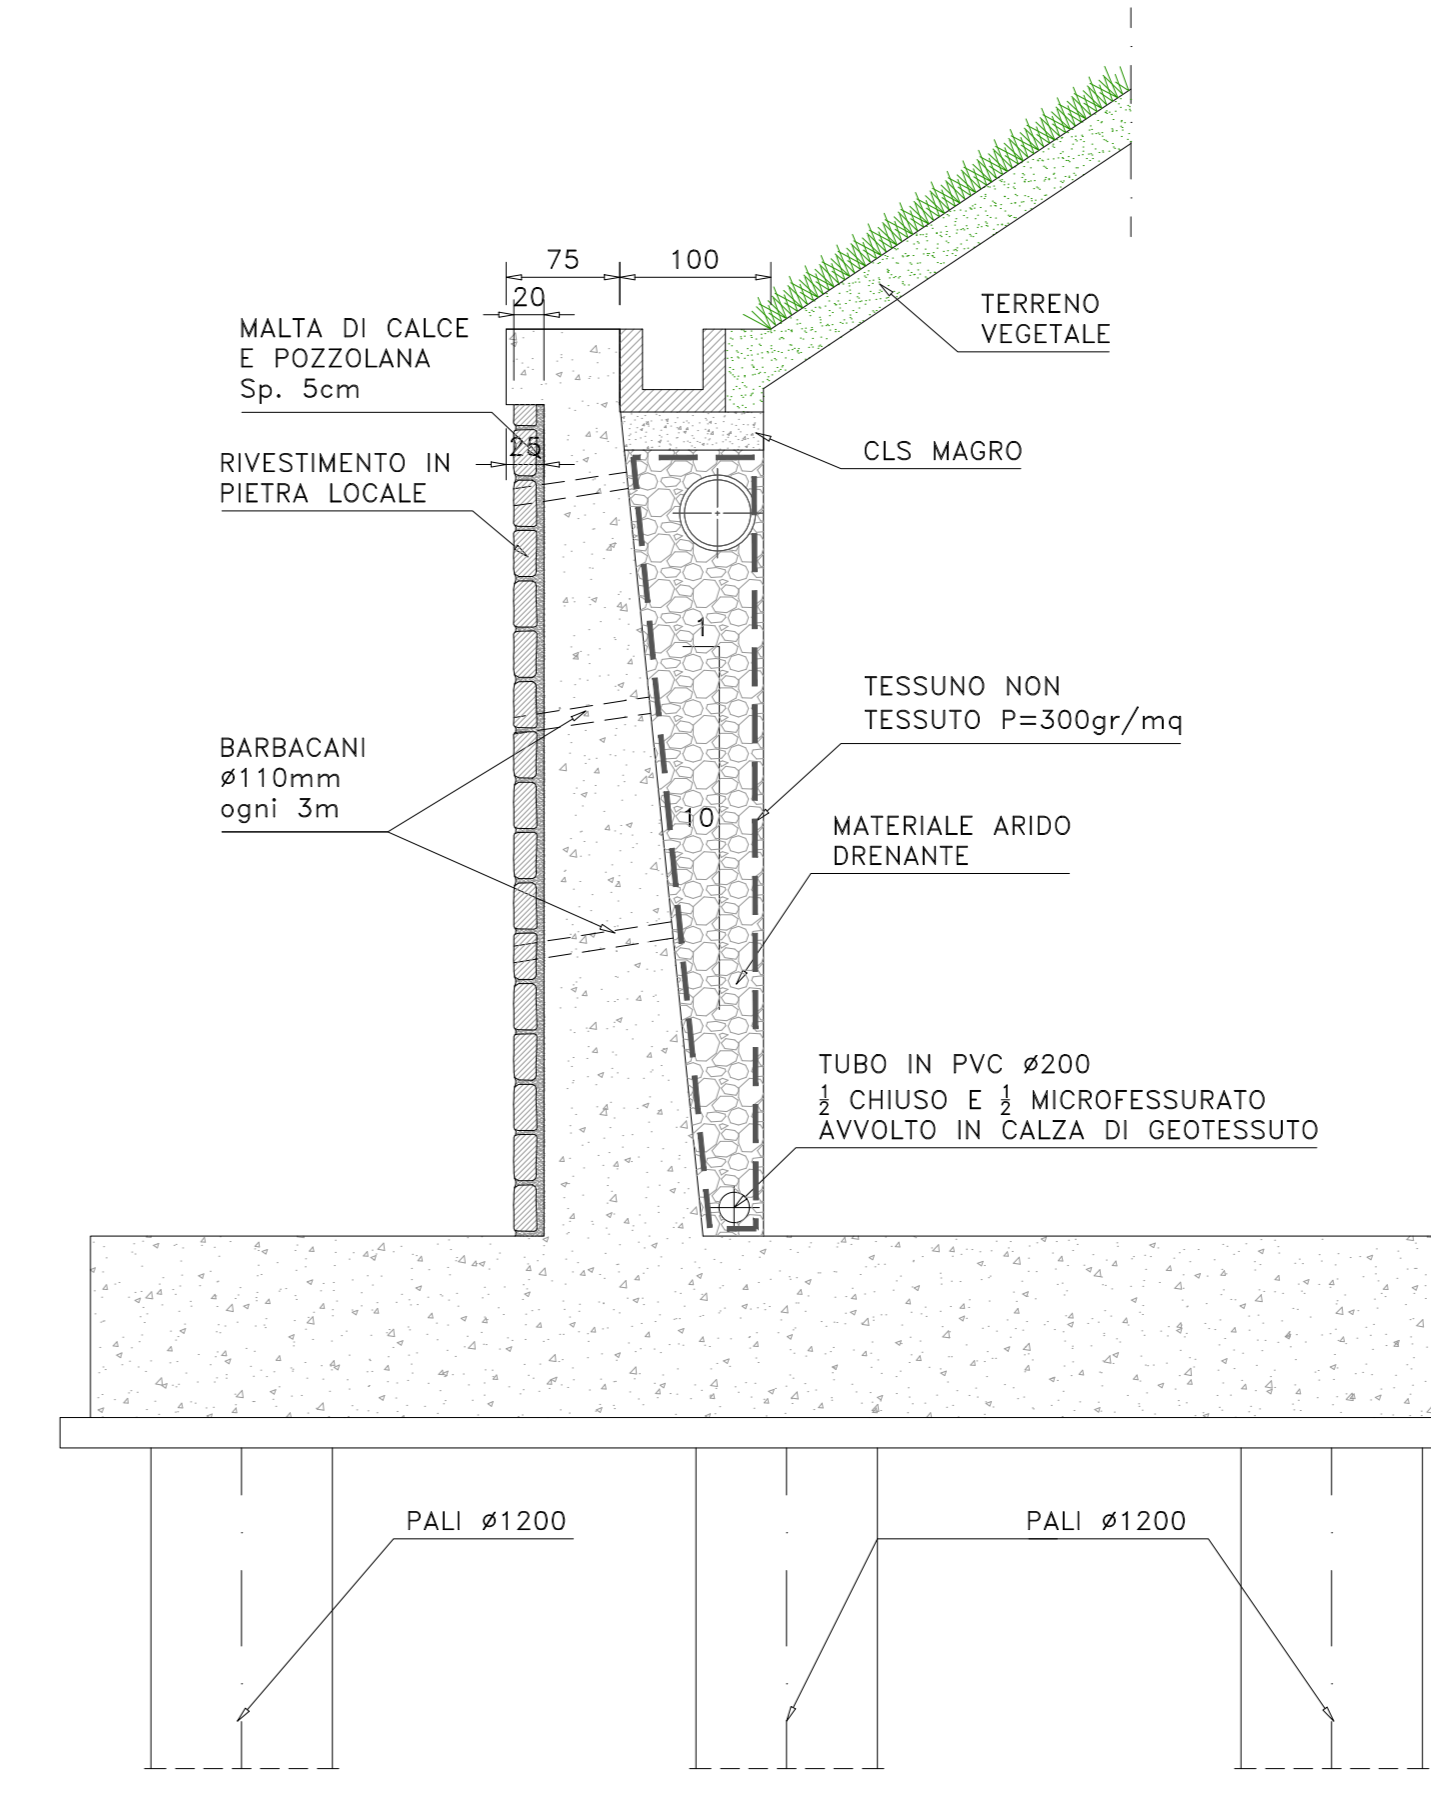 75
100
20
MALTA DI CALCE
E POZZOLANA
Sp. 5cm
TERRENO
VEGETALE
25
CLS MAGRO
RIVESTIMENTO IN
PIETRA LOCALE
1
TESSUNO NON
TESSUTO P=300gr/mq
BARBACANI
ø110mm
ogni 3m
10
MATERIALE ARIDO
DRENANTE
TUBO IN PVC ø200
½ CHIUSO E ½ MICROFESSURATO
AVVOLTO IN CALZA DI GEOTESSUTO
PALI ø1200
PALI ø1200